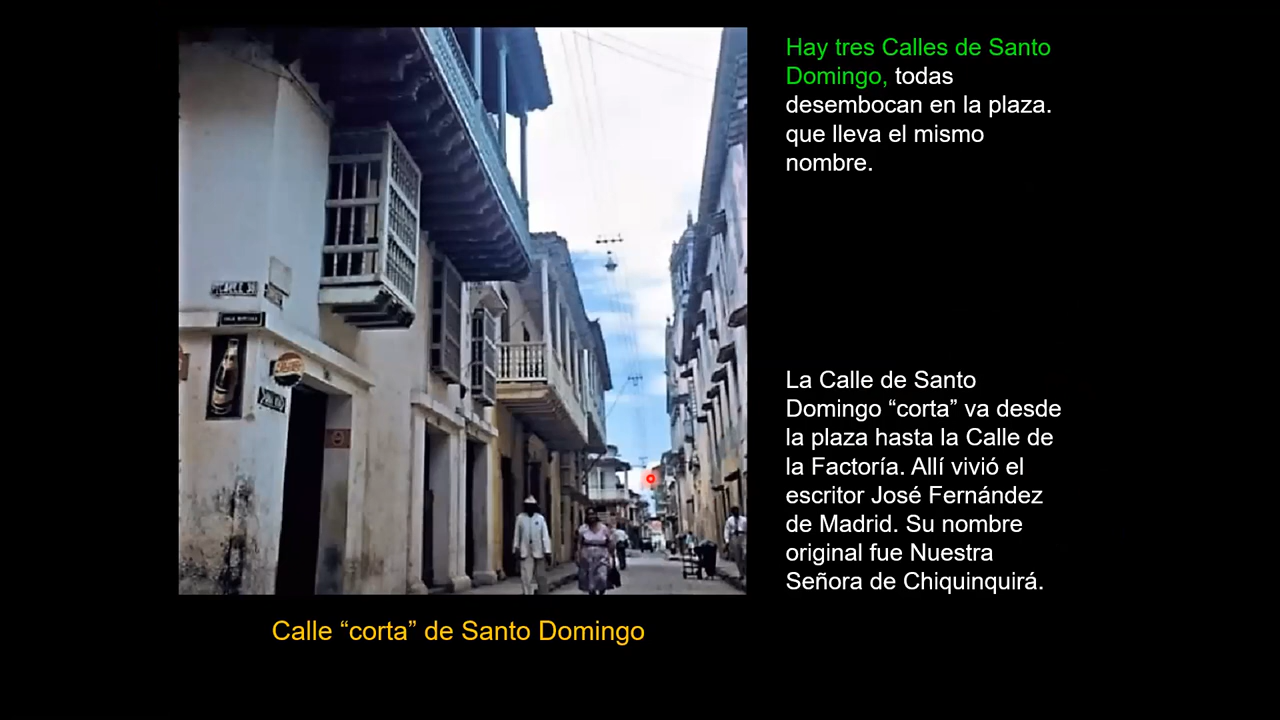 Hay tres Calles de Santo
Domingo, todas
desembocan en la plaza.
que lleva el mismo
nombre.
La Calle de Santo
Domingo “corta” va desde
la plaza hasta la Calle de
la Factoría. Allí vivió el
escritor José Fernández
de Madrid. Su nombre
original fue Nuestra
Señora de Chiquinquirá.
Calle “corta” de Santo Domingo